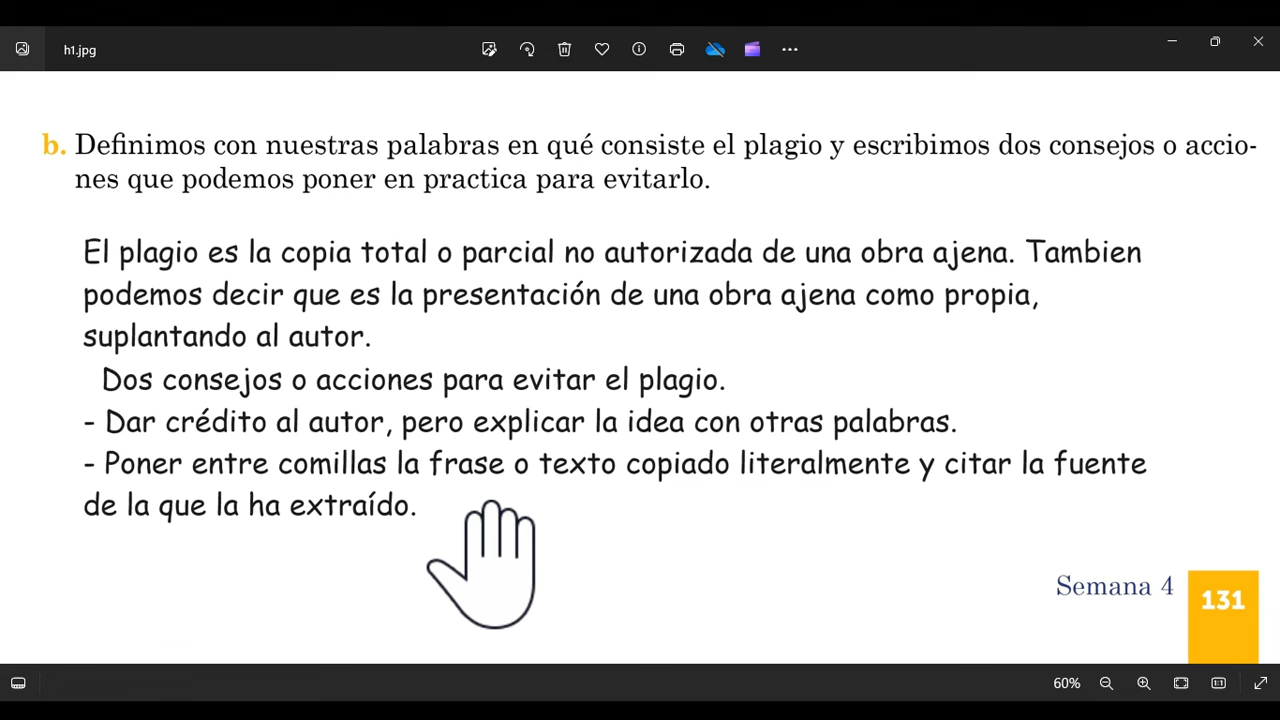 h1.jpg
b. Definimos con nuestras palabras en qué consiste el plagio y escribimos dos consejos o accio-
nes que podemos poner en practica para evitarlo.
El plagio es la copia total o parcial no autorizada de una obra ajena. Tambien
podemos decir que es la presentación de una obra ajena como propia,
suplantando al autor.
Dos consejos o acciones para evitar el plagio.
- Dar crédito al autor, pero explicar la idea con otras palabras.
- Poner entre comillas la frase o texto copiado literalmente y citar la fuente
de la que la ha extraído.
Semana 4
131
60%